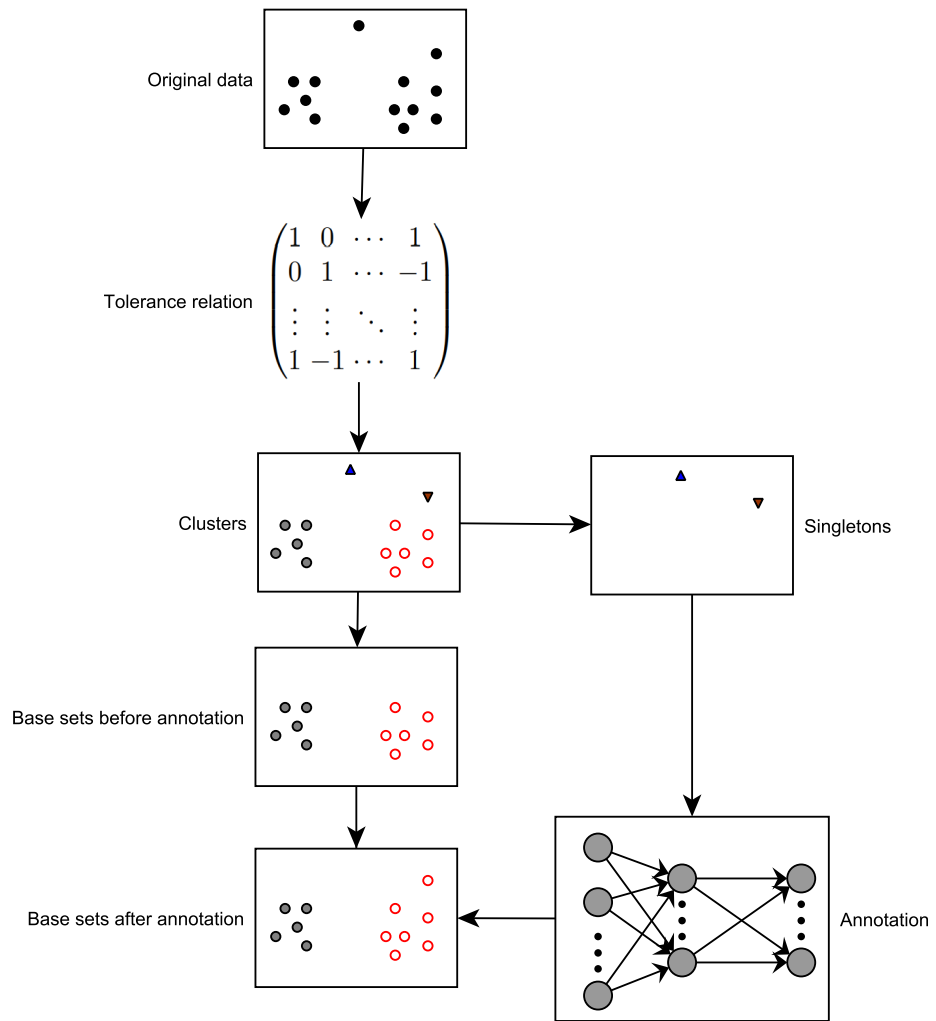 Original data
Tolerance relation
1 0 ⋯ 1
0 1 ⋯ −1
⋮ ⋮ ⋱ ⋮
1 −1 ⋯ 1
Clusters
Singletons
Base sets before annotation
Base sets after annotation
Annotation